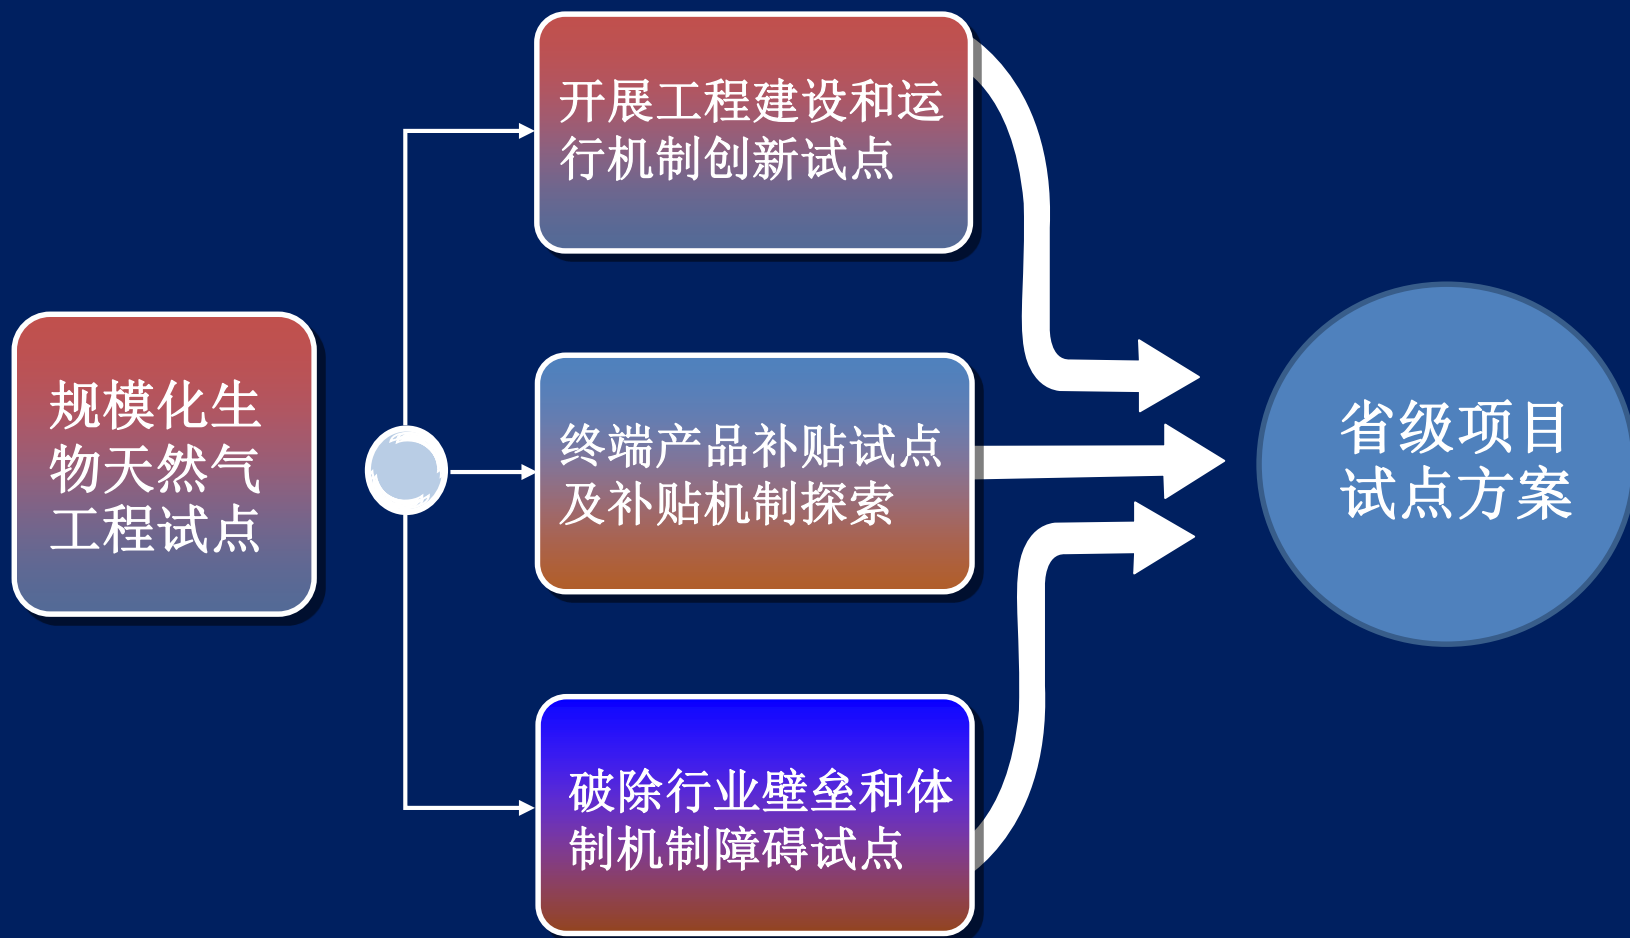 规模化生
物天然气
工程试点
开展工程建设和运
行机制创新试点
终端产品补贴试点
及补贴机制探索
破除行业壁垒和体
制机制障碍试点
省级项目
试点方案